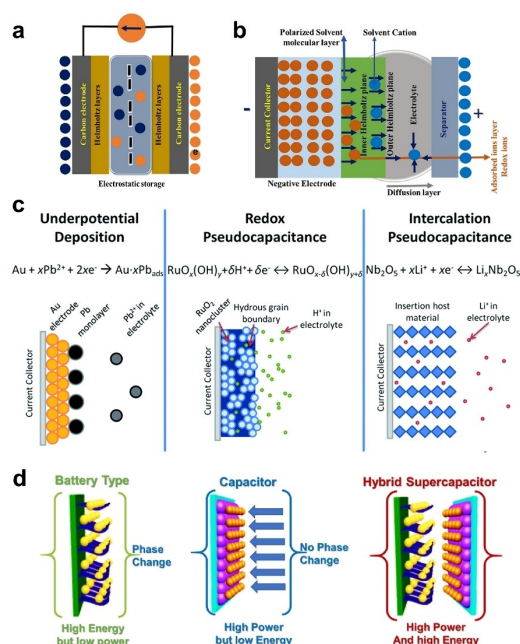 a
Carbon electrode
Helmholtz layers
Helmholtz layers
Carbon electrode
e
Electrostatic storage
b
Polarized Solvent
molecular layer
Solvent
Cation
-
+
Current Collector
Inner Helmholtz plane
Outer Helmholtz plane
Electrolyte
Separator
Adsorbed ions layer
Redox ions
Negative Electrode
Diffusion layer
c
Underpotential
Deposition
Au + xPb²⁺ + 2xe⁻ → Au·xPb_ads
Au
electrode
Pb
monolayer
Pb²⁺ in
electrolyte
Current Collector
Redox
Pseudocapacitance
RuOₓ(OH)ᵧ+δH⁺+ δe⁻ ↔ RuOₓ₋δ(OH)ᵧ₊δ
RuO₂
nanocluster
Hydrous grain
boundary
H⁺ in
electrolyte
Current Collector
Intercalation
Pseudocapacitance
Nb₂O₅ + xLi⁺ + xe⁻ ↔ LiₓNb₂O₅
Insertion host
material
Li⁺ in
electrolyte
Current Collector
d
Battery Type
Phase
Change
High Energy
but low power
Capacitor
No Phase
Change
High Power
but low Energy
Hybrid Supercapacitor
High Power
And high Energy